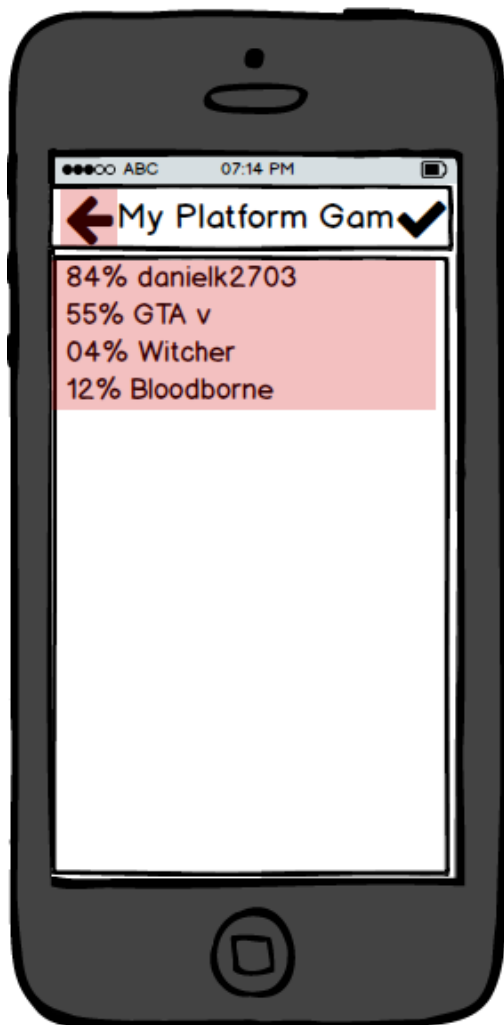 ABC 07:14 PM
My Platform Gam
84% danielk2703
55% GTA v
04% Witcher
12% Bloodborne